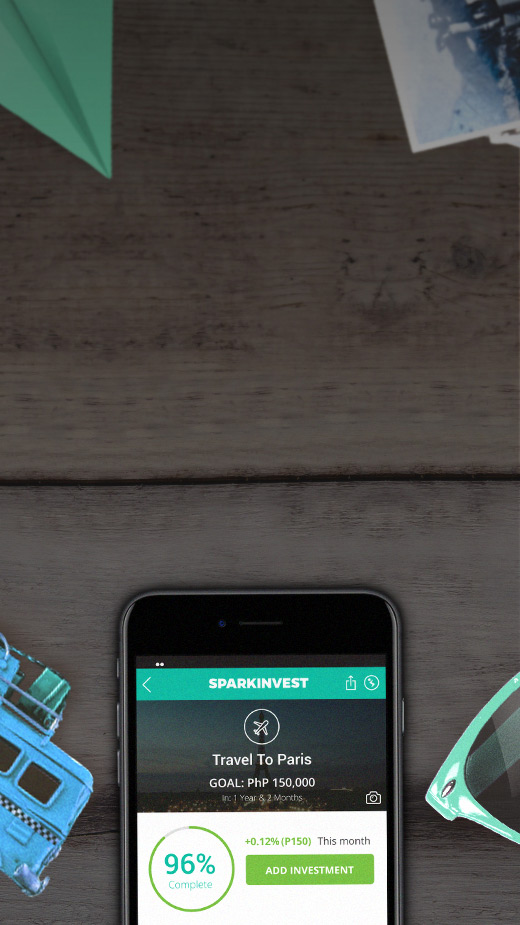 SPARKINVEST
Travel To Paris
GOAL: PhP 150,000
In: 1 Year & 2 Months
96%
Complete
+0.12% (P150) This month
ADD INVESTMENT